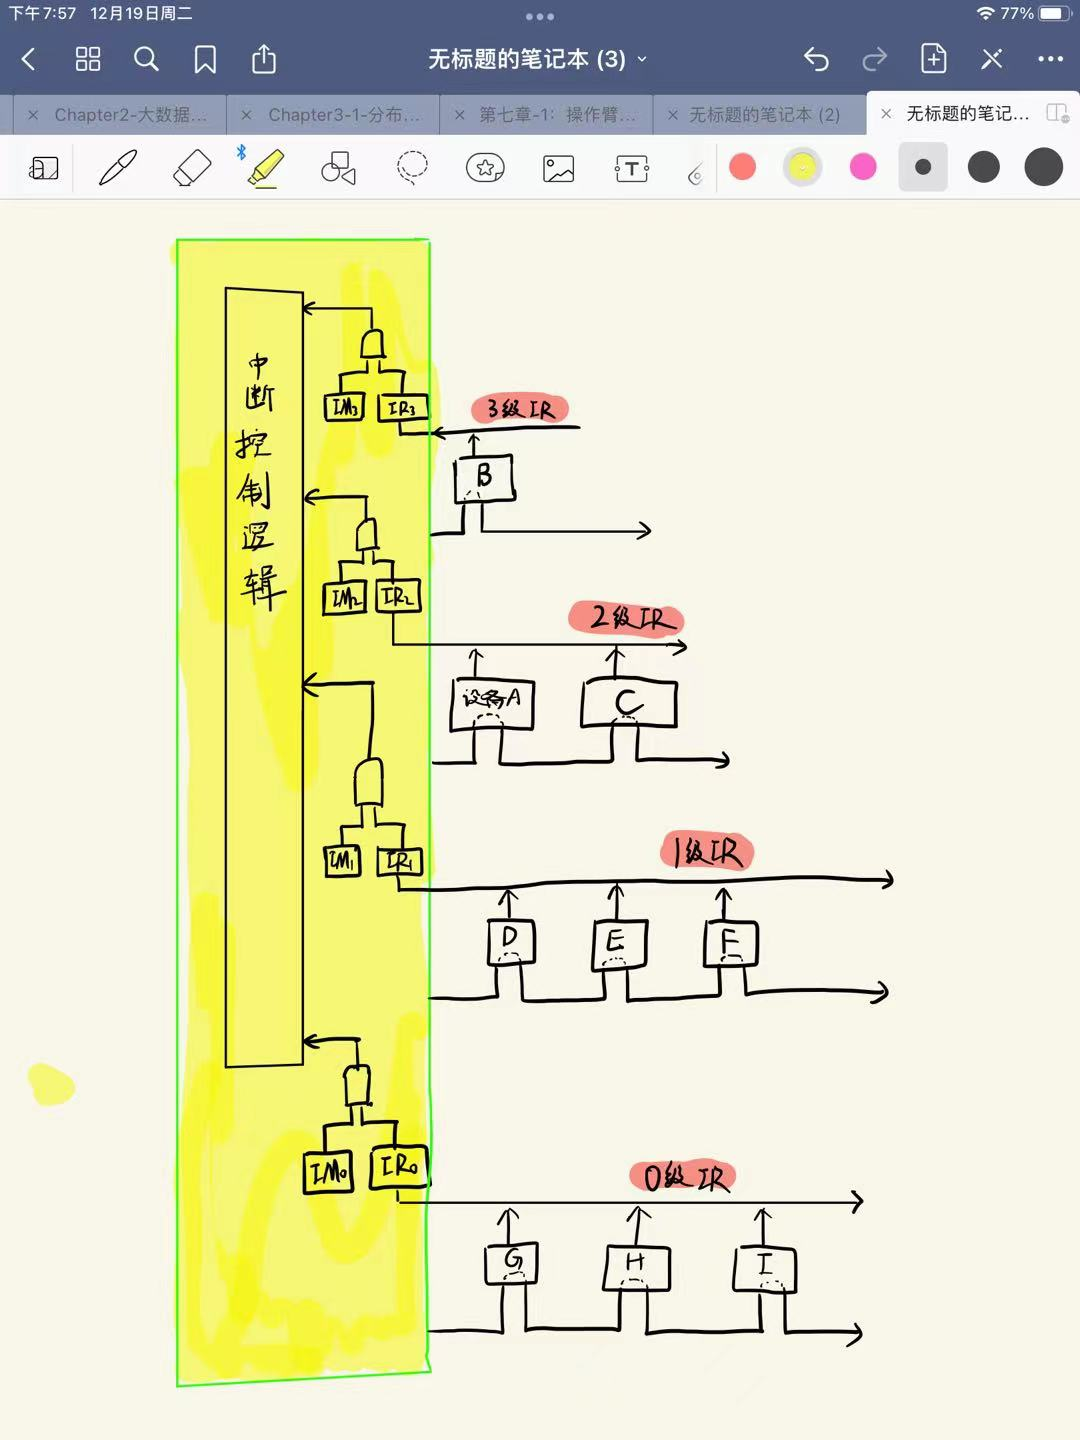 下午7:57 12月19日周二
77%
无标题的笔记本 (3)
Chapter2-大数据...
Chapter3-1-分布...
第七章-1：操作臂...
无标题的笔记本 (2)
无标题的笔记...
T
中断控制逻辑
IM3 IR3
3级IR
B
IM2 IR2
2级IR
设备A
C
IM1 IR1
1级IR
D E F
IM0 IR0
0级IR
G H I